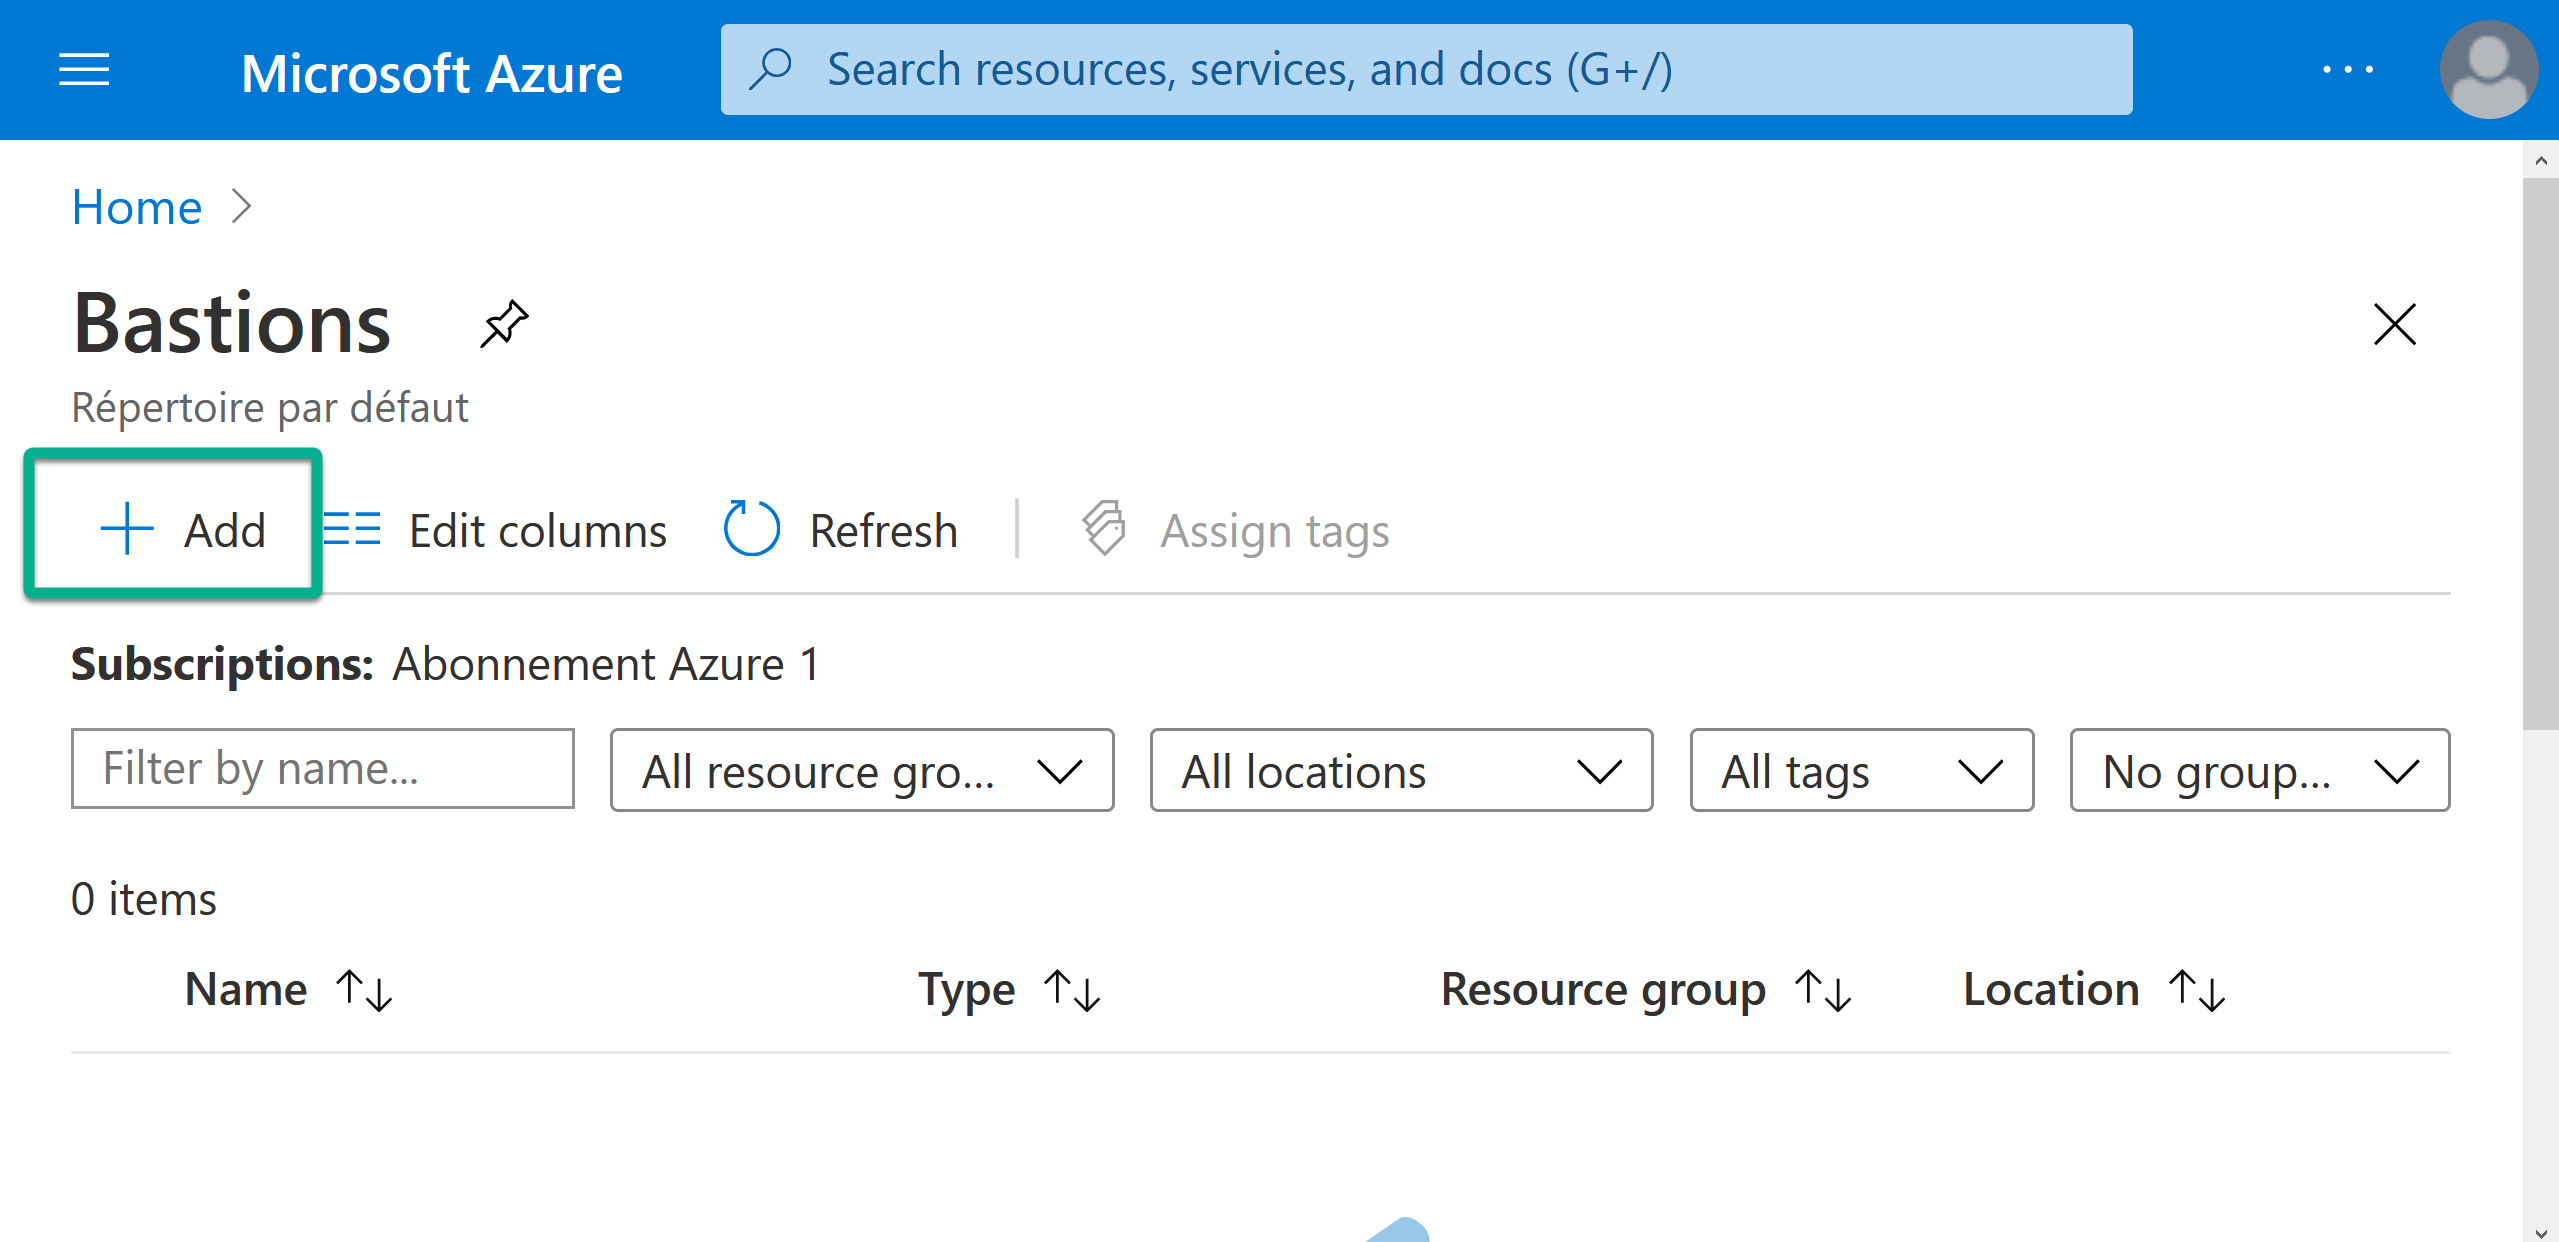 Microsoft Azure
Search resources, services, and docs (G+/)
Home
Bastions
Répertoire par défaut
Add Edit columns Refresh Assign tags
Subscriptions: Abonnement Azure 1
Filter by name... All resource gro... All locations All tags No group...
0 items
Name Type Resource group Location